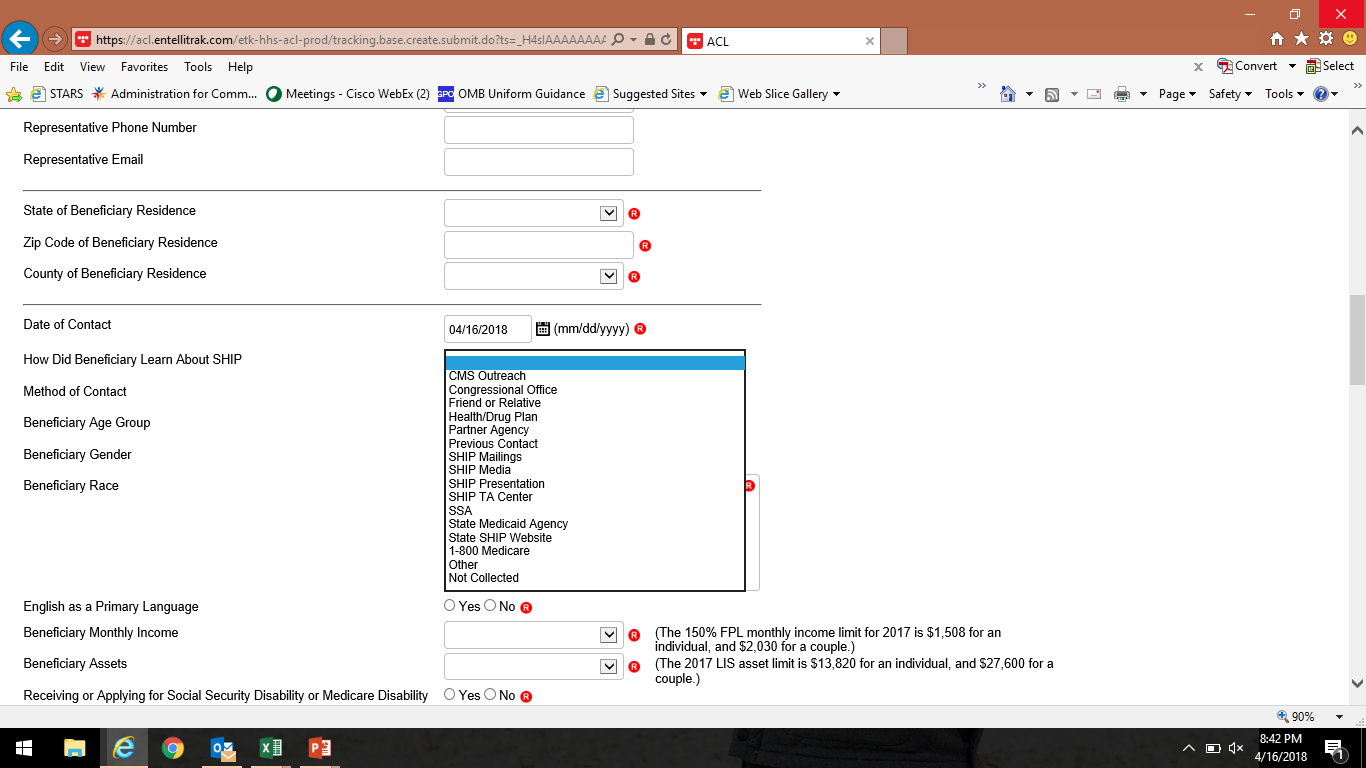 https://acl.entellitrak.com/etk-hhs-acl-prod/tracking.base.create.submit.do?ts=_H4sIAAAAAAAA
ACL
File Edit View Favorites Tools Help
x Convert Select
STARS Administration for Comm... Meetings - Cisco WebEx (2) GPO OMB Uniform Guidance Suggested Sites Web Slice Gallery » Page Safety Tools »
Representative Phone Number
Representative Email
State of Beneficiary Residence R
Zip Code of Beneficiary Residence R
County of Beneficiary Residence R
Date of Contact 04/16/2018 (mm/dd/yyyy) R
How Did Beneficiary Learn About SHIP
CMS Outreach
Method of Contact
Congressional Office
Friend or Relative
Health/Drug Plan
Beneficiary Age Group
Partner Agency
Previous Contact
Beneficiary Gender
SHIP Mailings
SHIP Media
Beneficiary Race R
SHIP Presentation
SHIP TA Center
SSA
State Medicaid Agency
State SHIP Website
1-800 Medicare
Other
Not Collected
English as a Primary Language Yes No R
Beneficiary Monthly Income R (The 150% FPL monthly income limit for 2017 is $1,508 for an
individual, and $2,030 for a couple.)
Beneficiary Assets R (The 2017 LIS asset limit is $13,820 for an individual, and $27,600 for a
couple.)
Receiving or Applying for Social Security Disability or Medicare Disability Yes No R
90%
8:42 PM
4/16/2018
1